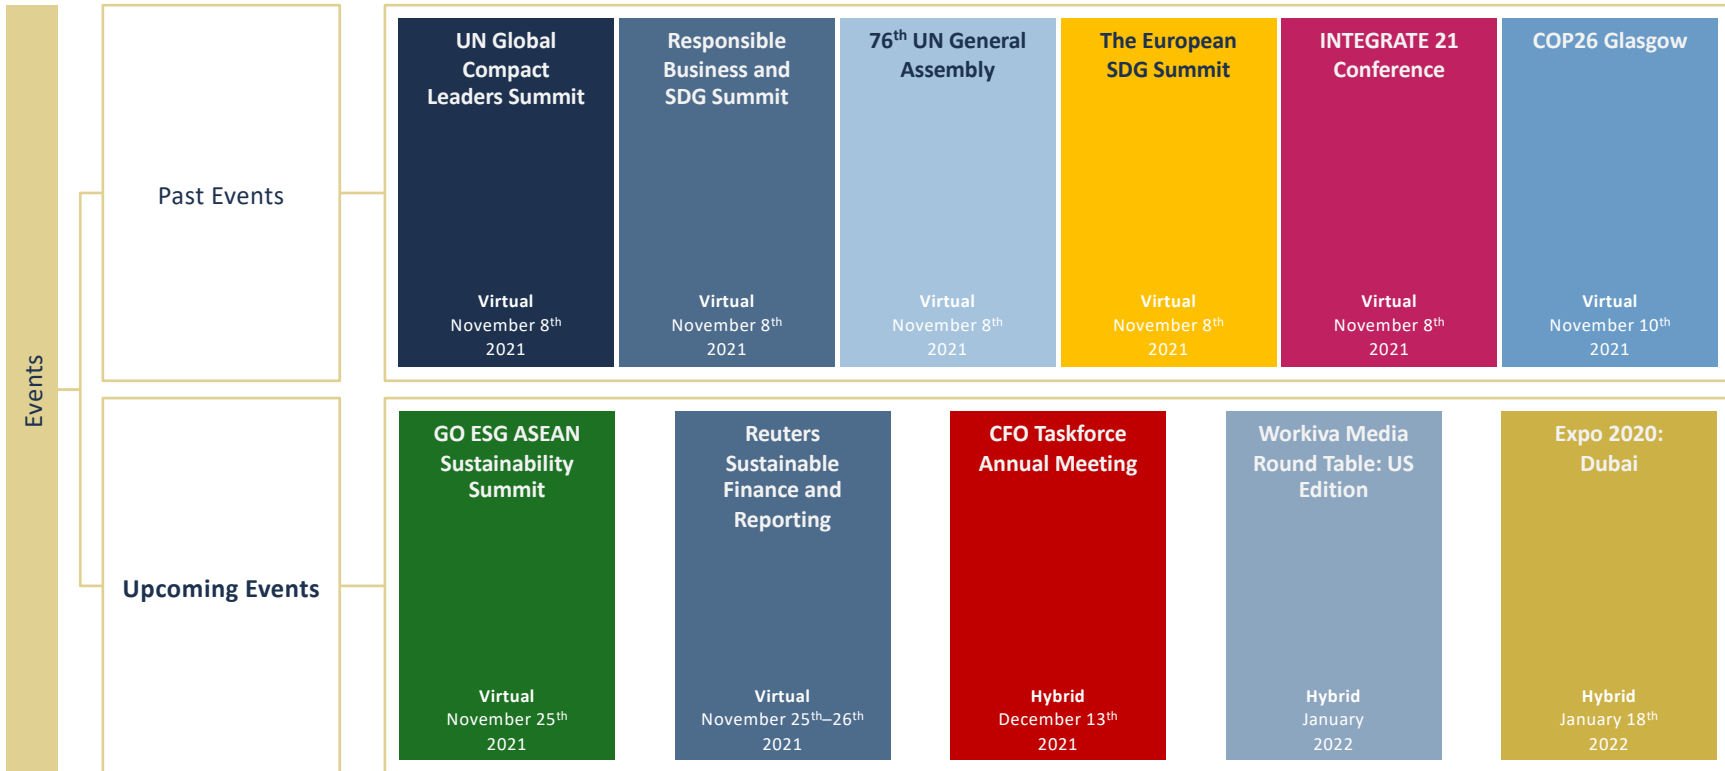 Events
Past Events
UN Global
Compact
Leaders Summit
Virtual
November 8th
2021
Responsible
Business and
SDG Summit
Virtual
November 8th
2021
76th UN General
Assembly
Virtual
November 8th
2021
The European
SDG Summit
Virtual
November 8th
2021
INTEGRATE 21
Conference
Virtual
November 8th
2021
COP26 Glasgow
Virtual
November 10th
2021
Upcoming Events
GO ESG ASEAN
Sustainability
Summit
Virtual
November 25th
2021
Reuters
Sustainable
Finance and
Reporting
Virtual
November 25th–26th
2021
CFO Taskforce
Annual Meeting
Hybrid
December 13th
2021
Workiva Media
Round Table: US
Edition
Hybrid
January
2022
Expo 2020:
Dubai
Hybrid
January 18th
2022